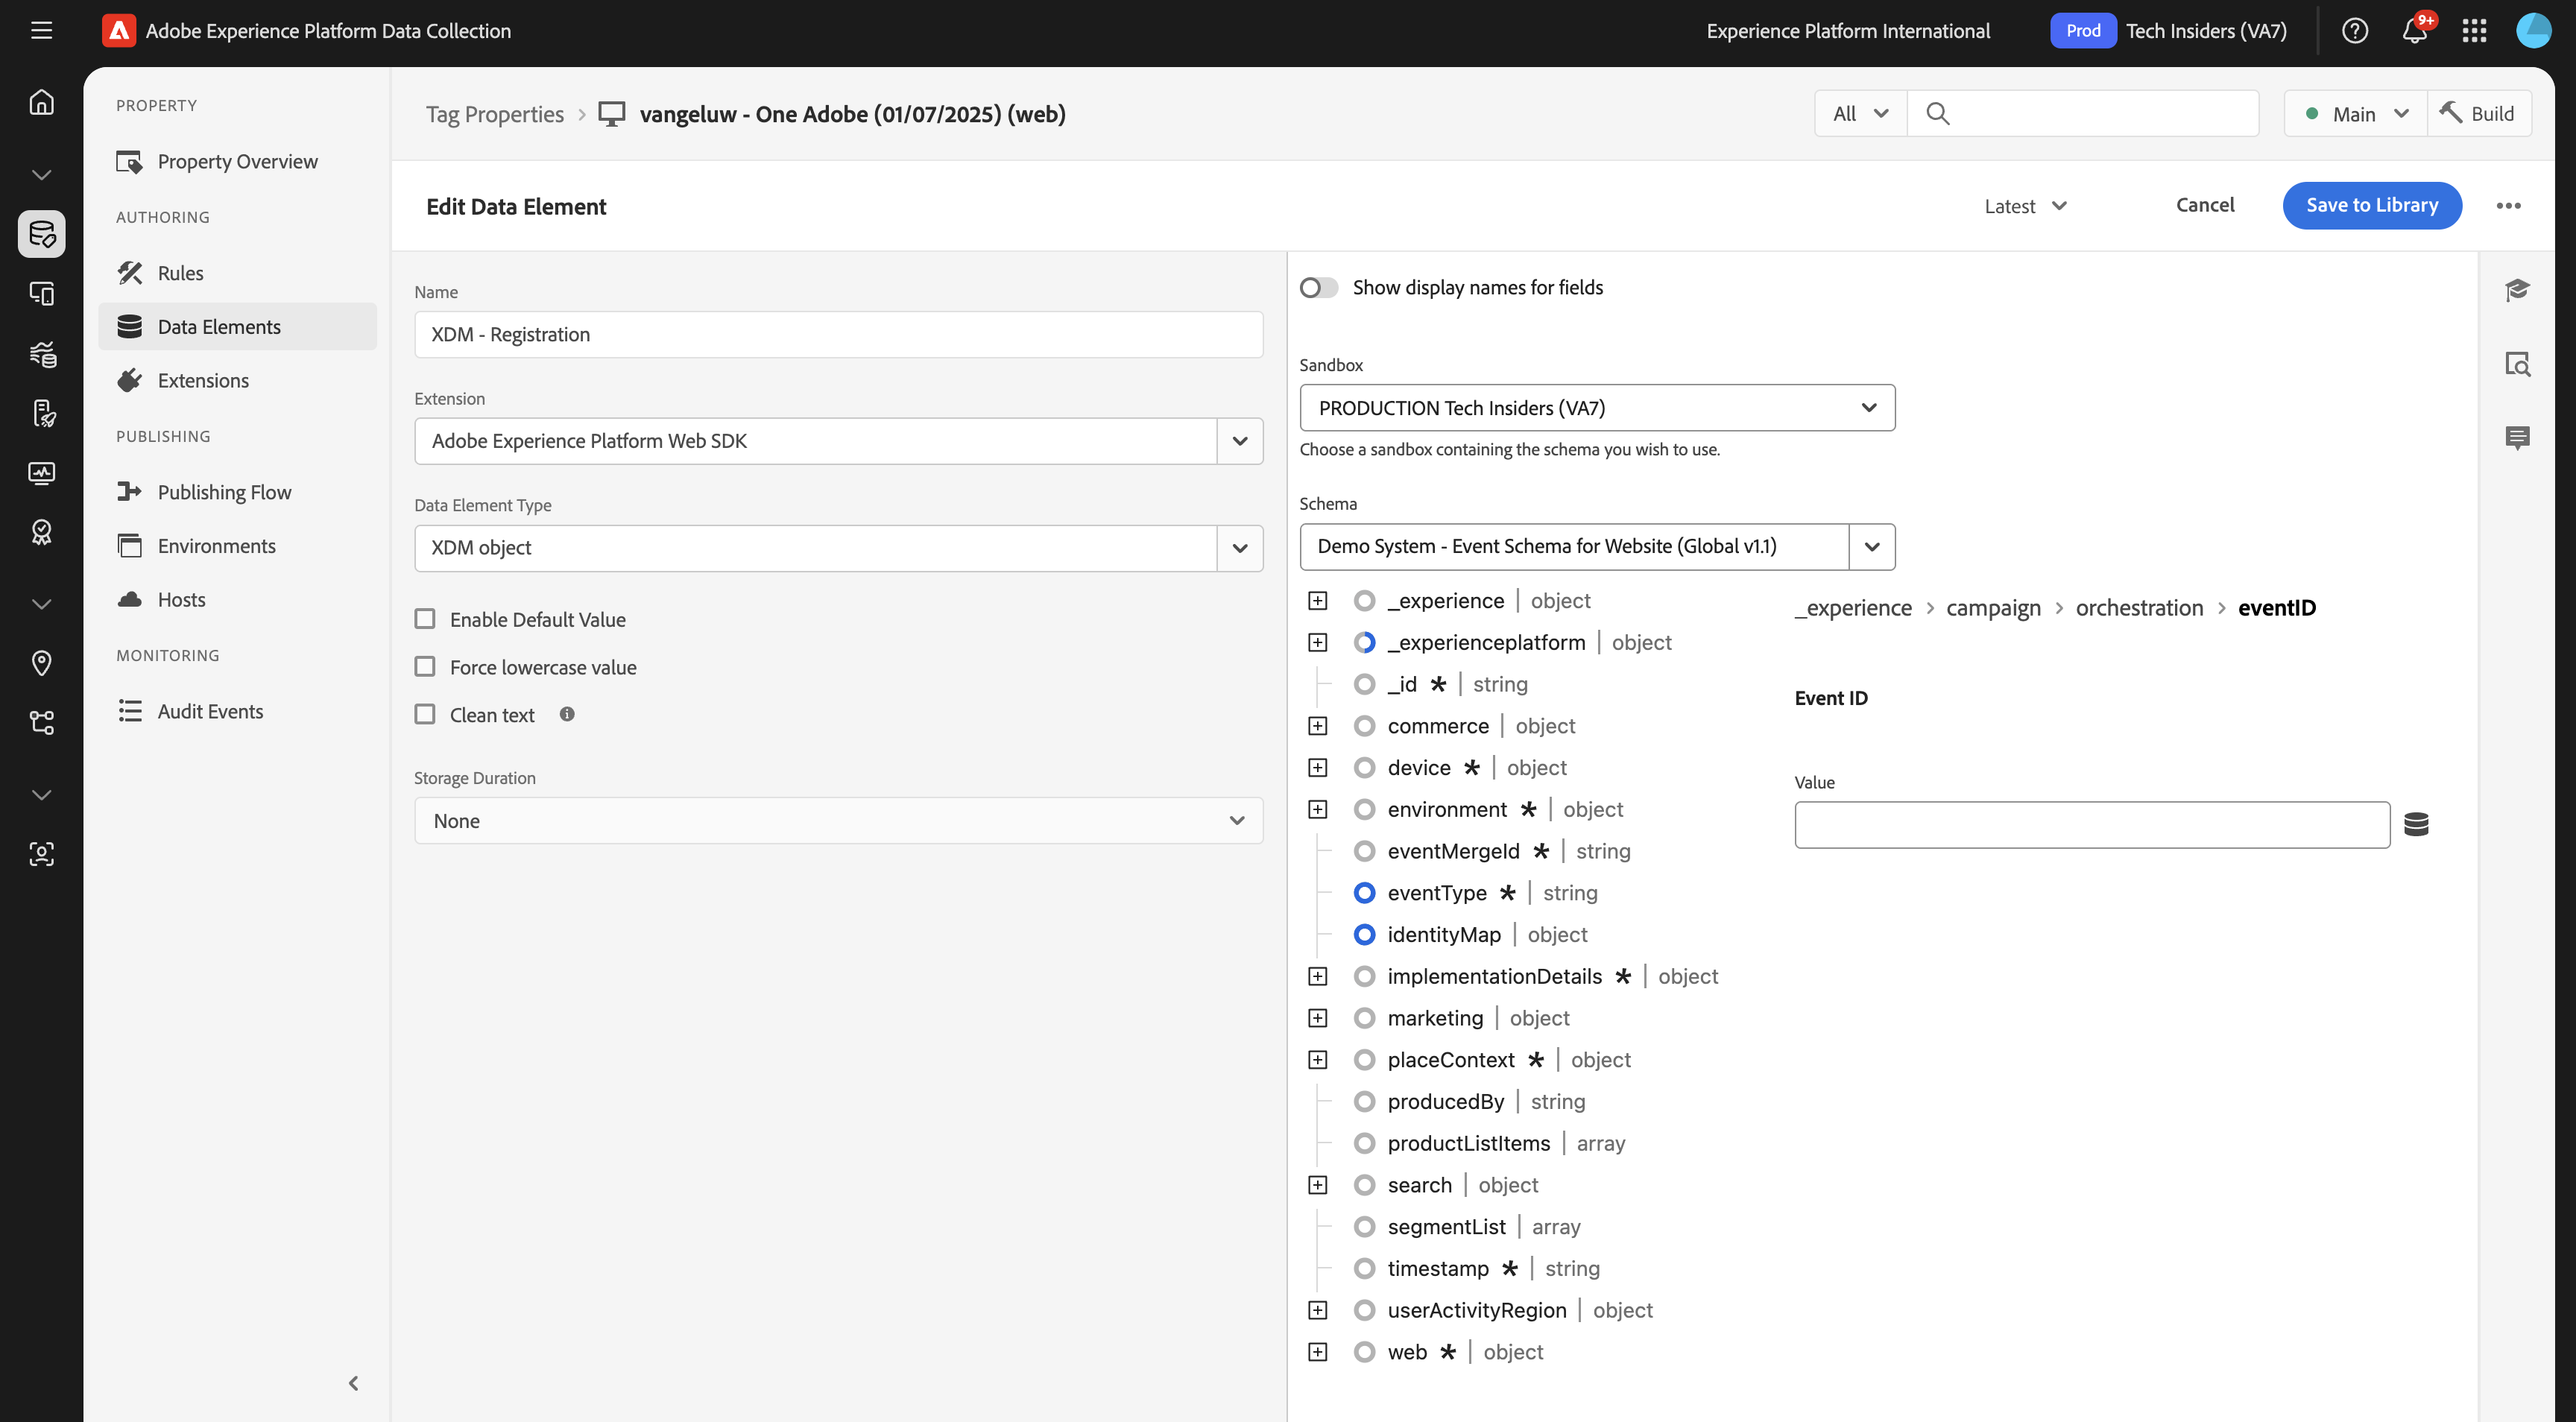 Adobe Experience Platform Data Collection
Experience Platform International
Prod
Tech Insiders (VA7)
9+
PROPERTY
Property Overview
AUTHORING
Rules
Data Elements
Extensions
PUBLISHING
Publishing Flow
Environments
Hosts
MONITORING
Audit Events
Tag Properties > vangeluw - One Adobe (01/07/2025) (web)
All
Main
Build
Edit Data Element
Latest
Cancel
Save to Library
Name
XDM - Registration
Extension
Adobe Experience Platform Web SDK
Data Element Type
XDM object
Enable Default Value
Force lowercase value
Clean text
Storage Duration
None
Show display names for fields
Sandbox
PRODUCTION Tech Insiders (VA7)
Choose a sandbox containing the schema you wish to use.
Schema
Demo System - Event Schema for Website (Global v1.1)
_experience | object
_experienceplatform | object
_id * | string
commerce | object
device * | object
environment * | object
eventMergeId * | string
eventType * | string
identityMap | object
implementationDetails * | object
marketing | object
placeContext * | object
producedBy | string
productListItems | array
search | object
segmentList | array
timestamp * | string
userActivityRegion | object
web * | object
_experience > campaign > orchestration > eventID
Event ID
Value